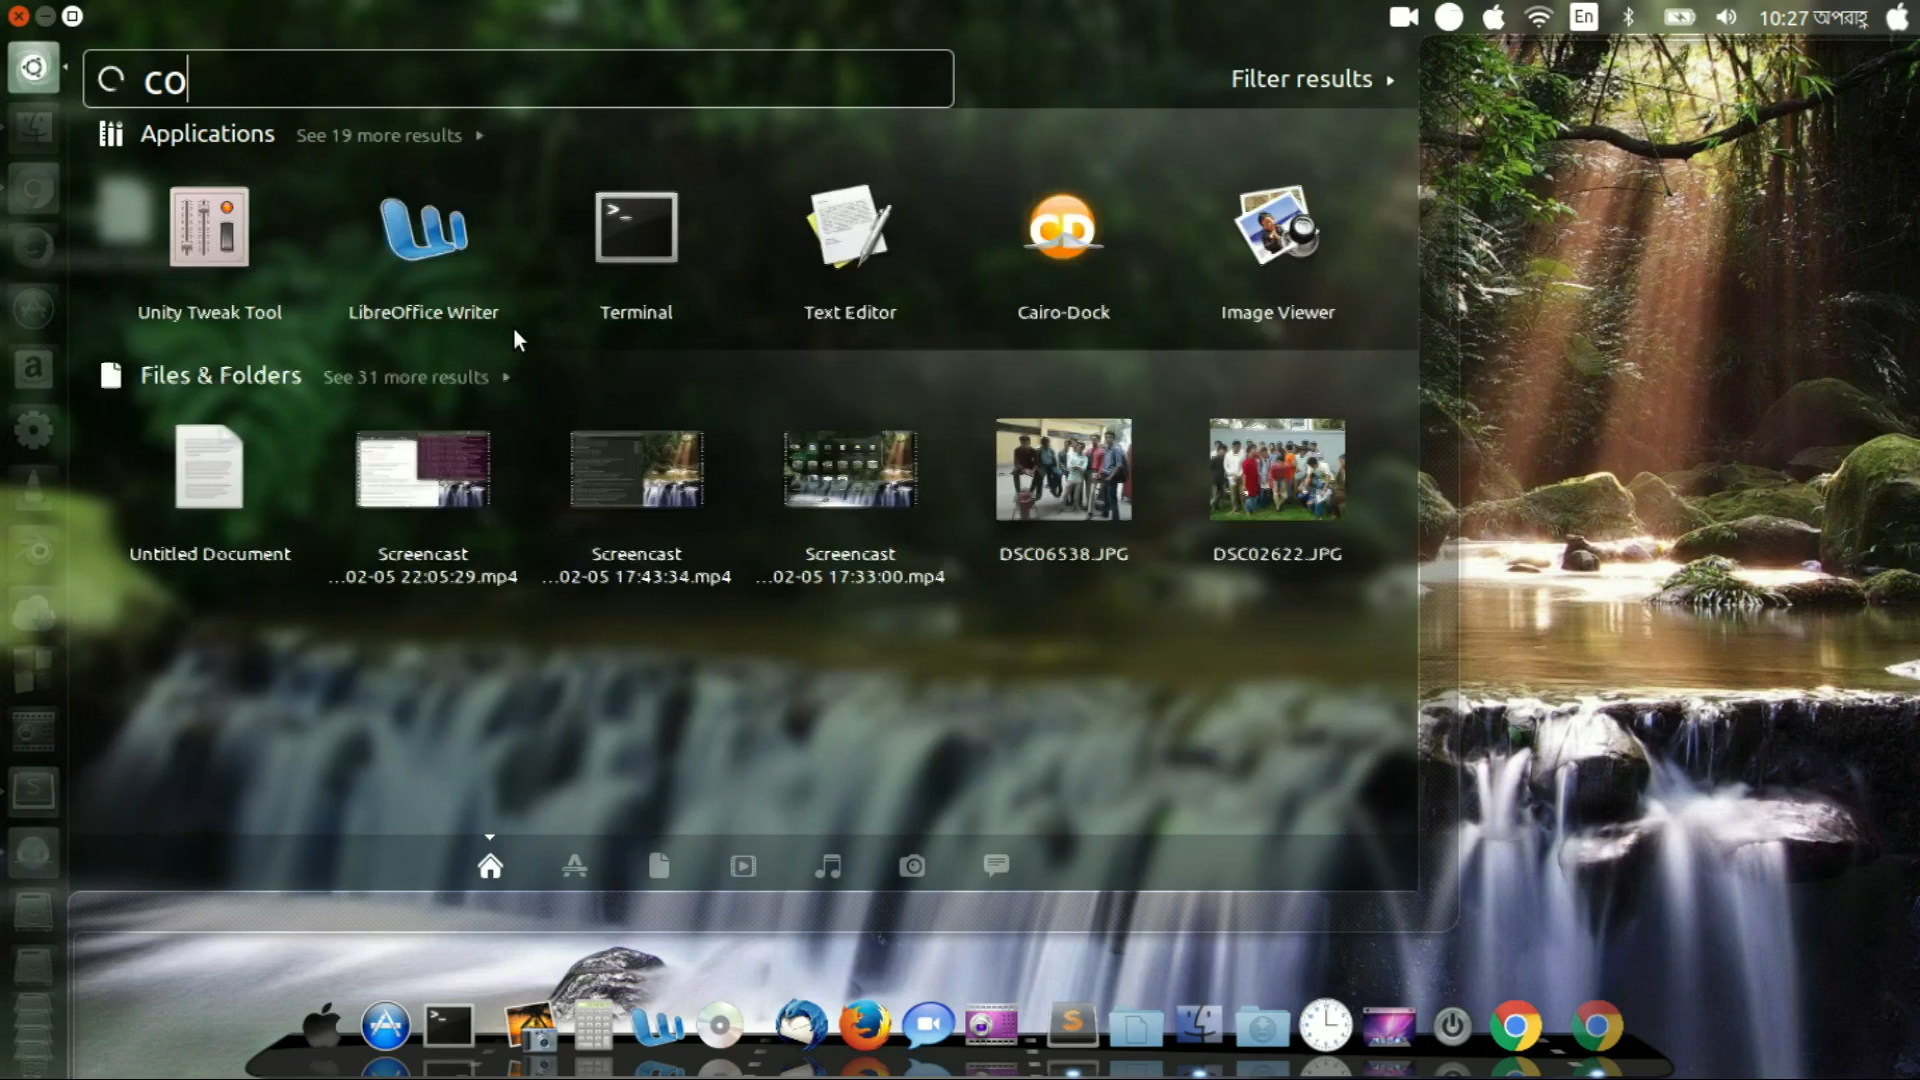 En
10:27 অপরাহ্ণ
co
Filter results
Applications See 19 more results
Unity Tweak Tool
LibreOffice Writer
Terminal
Text Editor
Cairo-Dock
Image Viewer
Files & Folders See 31 more results
Untitled Document
Screencast
...02-05 22:05:29.mp4
Screencast
...02-05 17:43:34.mp4
Screencast
...02-05 17:33:00.mp4
DSC06538.JPG
DSC02622.JPG